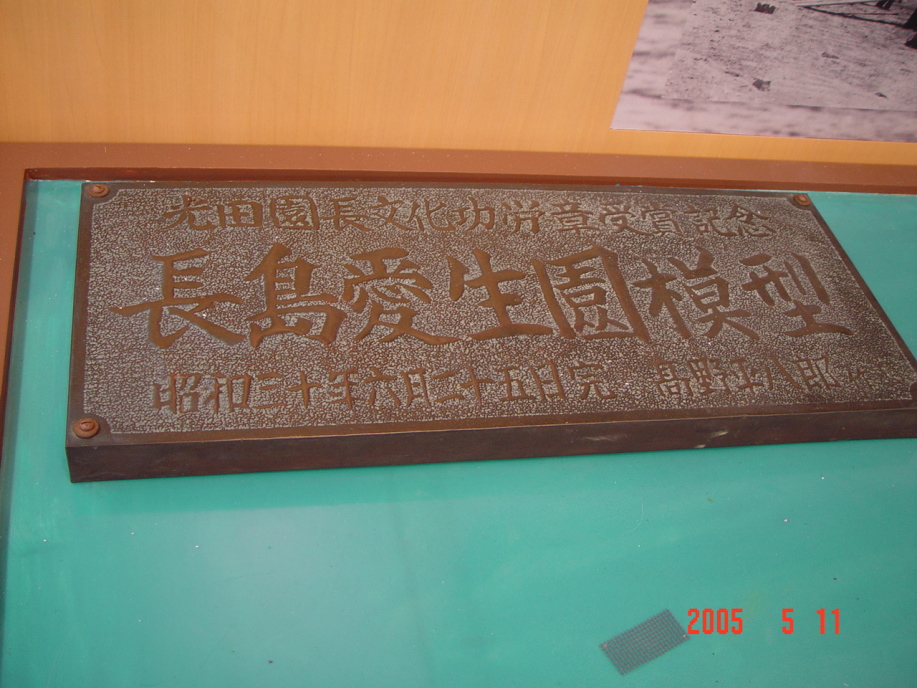 光田園長文化功労章受賞記念
長島愛生園模型
昭和三十年六月二十五日完 高野五八郎
2005 5 11